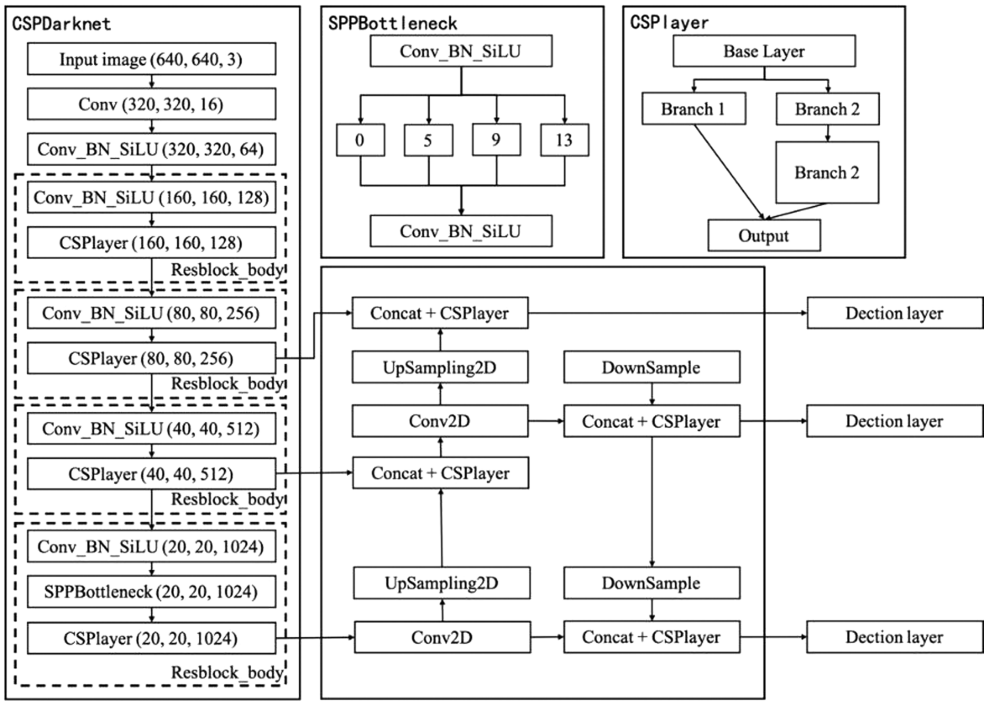 CSPDarknet
Input image (640, 640, 3)
Conv (320, 320, 16)
Conv_BN_SiLU (320, 320, 64)
Conv_BN_SiLU (160, 160, 128)
CSPlayer (160, 160, 128)
Resblock_body
Conv_BN_SiLU (80, 80, 256)
CSPlayer (80, 80, 256)
Resblock_body
Conv_BN_SiLU (40, 40, 512)
CSPlayer (40, 40, 512)
Resblock_body
Conv_BN_SiLU (20, 20, 1024)
SPPBottleneck (20, 20, 1024)
CSPlayer (20, 20, 1024)
Resblock_body
SPPBottleneck
Conv_BN_SiLU
0 5 9 13
Conv_BN_SiLU
CSPlayer
Base Layer
Branch 1 Branch 2
Branch 2
Output
Concat + CSPlayer Dection layer
UpSampling2D DownSample
Conv2D Concat + CSPlayer Dection layer
Concat + CSPlayer
UpSampling2D DownSample
Conv2D Concat + CSPlayer Dection layer